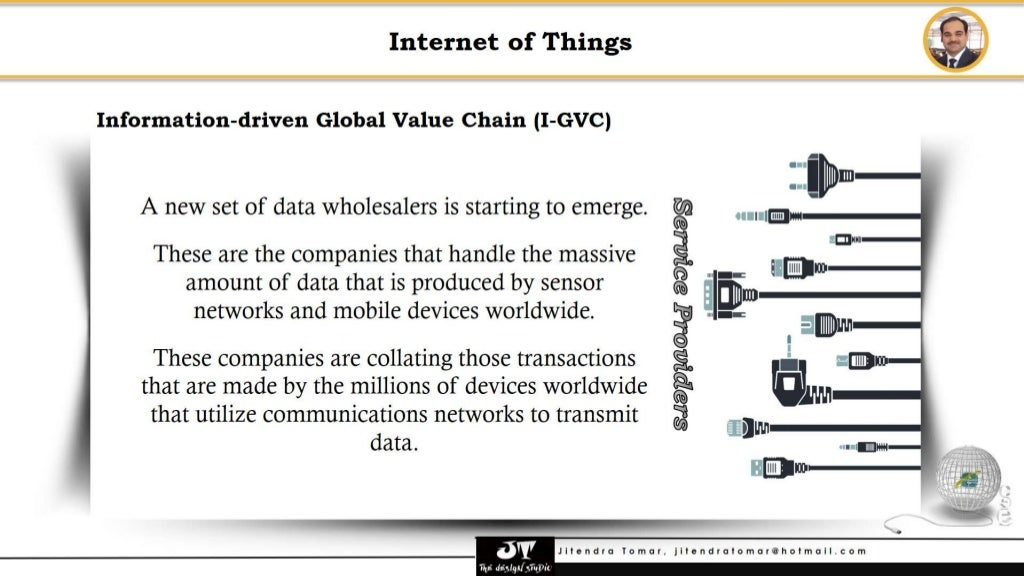 Internet of Things
Information-driven Global Value Chain (I-GVC)
A new set of data wholesalers is starting to emerge.
These are the companies that handle the massive
amount of data that is produced by sensor
networks and mobile devices worldwide.
These companies are collating those transactions
that are made by the millions of devices worldwide
that utilize communications networks to transmit
data.
Service Providers
JT
The design studio
Jitendra Tomar, jitendratomar@hotmail.com